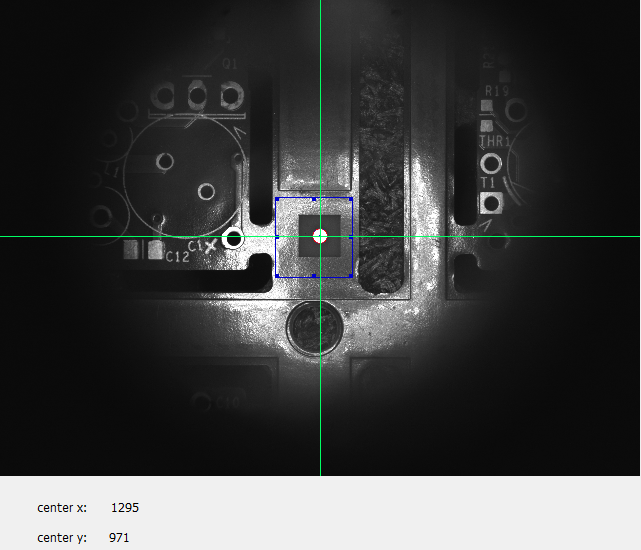 Q1
R19
THR1
T1
C1
C12
center x: 1295
center y: 971